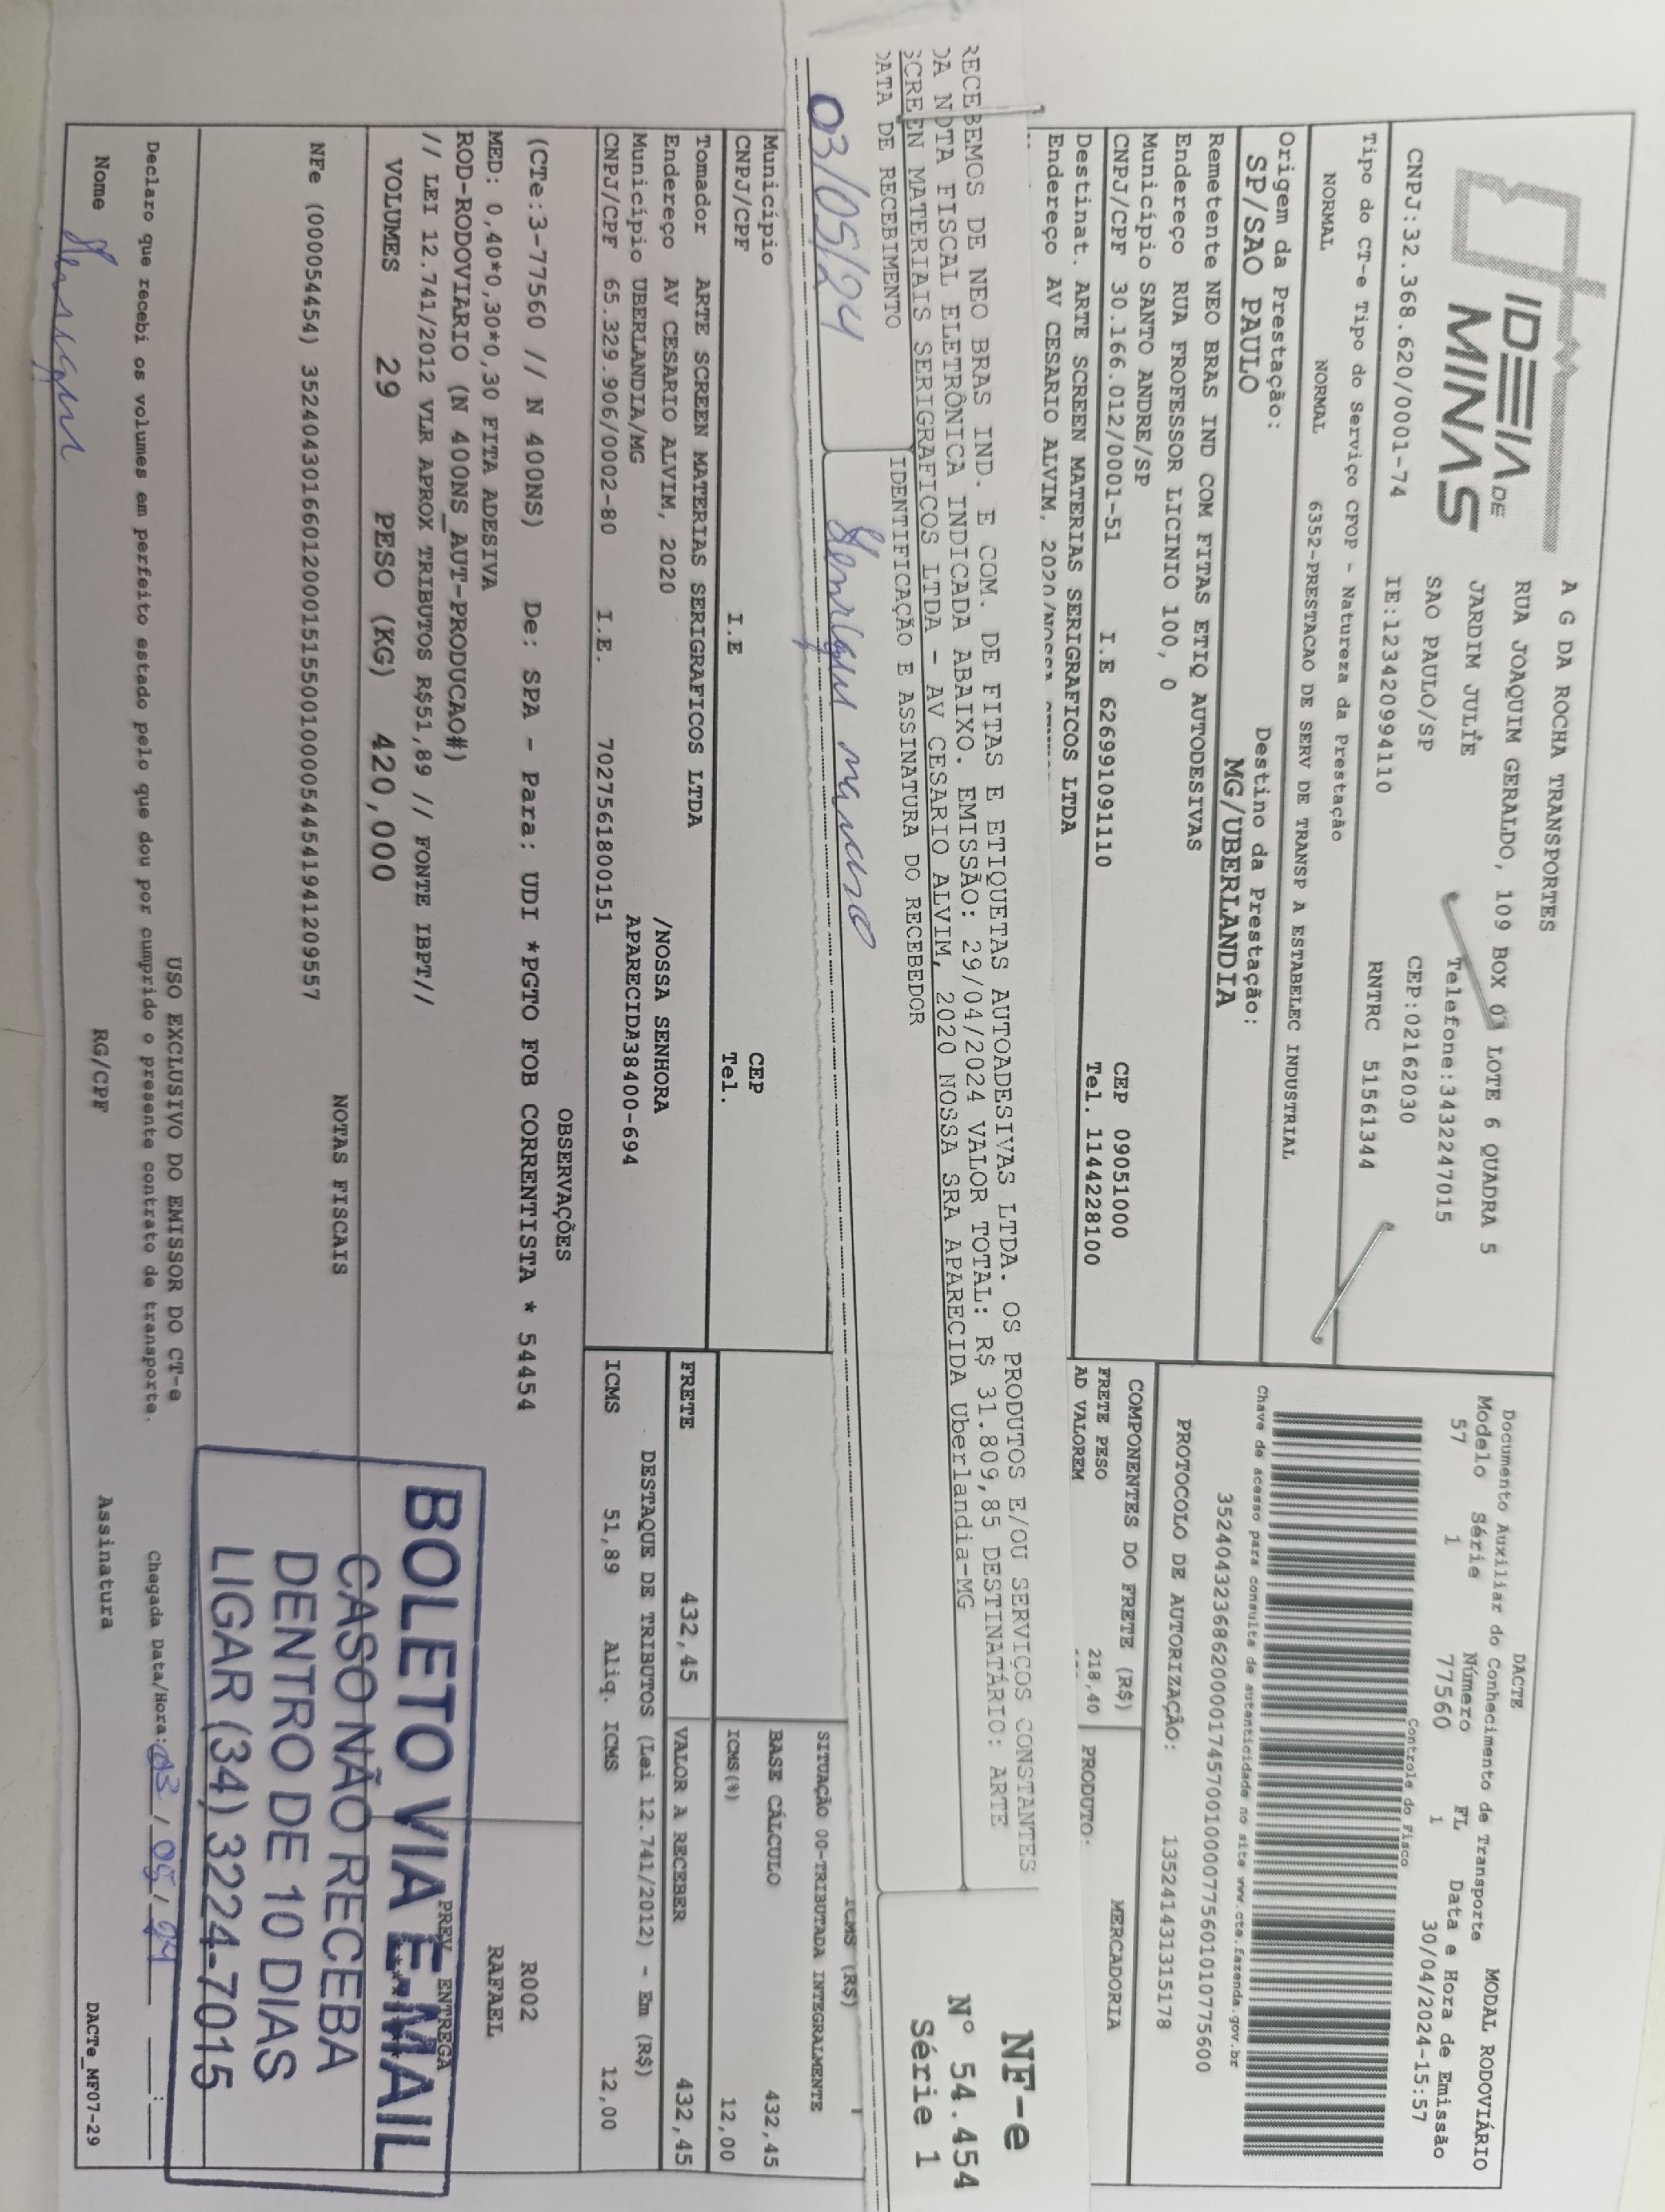 IDEIA DE
MINAS
A G DA ROCHA TRANSPORTES
RUA JOAQUIM GERALDO, 109 BOX 03 LOTE 6 QUADRA 5
JARDIM JULIE Telefone:3432247015
SAO PAULO/SP CEP:02162030
CNPJ:32.368.620/0001-74 IE:123420994110 RNTRC 51561344
Tipo do CT-e Tipo do Serviço CFOP - Natureza da Prestação
NORMAL NORMAL 6352-PRESTACAO DE SERV DE TRANSP A ESTABELEC INDUSTRIAL
Origem da Prestação: Destino da Prestação:
SP/SAO PAULO MG/UBERLANDIA
Remetente NEO BRAS IND COM FITAS ETIQ AUTODESIVAS
Endereço RUA FROFESSOR LICINIO 100, 0
Município SANTO ANDRE/SP CEP 09051000
CNPJ/CPF 30.166.012/0001-51 I.E 626991091110 Tel. 1144228100
Destinat. ARTE SCREEN MATERIAS SERIGRAFICOS LTDA
Endereço AV CESARIO ALVIM, 2020/NOSSA
DACTE MODAL RODOVIÁRIO
Documento Auxiliar do Conhecimento de Transporte
Modelo Série Número FL Data e Hora de Emissão
57 1 77560 1 30/04/2024-15:57
Controle do Fisco
Chave de acesso para consulta de autenticidade no site www.cte.fazenda.gov.br
35240432368620000174570010000775601010775600
PROTOCOLO DE AUTORIZAÇÃO: 135241431315178
COMPONENTES DO FRETE (R$) MERCADORIA
FRETE PESO 218,40 PRODUTO:
AD VALOREM
RECEBEMOS DE NEO BRAS IND. E COM. DE FITAS E ETIQUETAS AUTOADESIVAS LTDA. OS PRODUTOS E/OU SERVIÇOS CONSTANTES
DA NOTA FISCAL ELETRÔNICA INDICADA ABAIXO. EMISSÃO: 29/04/2024 VALOR TOTAL: R$ 31.809,85 DESTINATÁRIO: ARTE
SCREEN MATERIAIS SERIGRAFICOS LTDA - AV CESARIO ALVIM, 2020 NOSSA SRA APARECIDA Uberlandia-MG
DATA DE RECEBIMENTO IDENTIFICAÇÃO E ASSINATURA DO RECEBEDOR
03/05/24
NF-e
Nº 54.454
Série 1
Município CEP
CNPJ/CPF I.E Tel.
Tomador ARTE SCREEN MATERIAS SERIGRAFICOS LTDA
Endereço AV CESARIO ALVIM, 2020 /NOSSA SENHORA
Município UBERLANDIA/MG APARECIDA38400-694
CNPJ/CPF 65.329.906/0002-80 I.E. 7027561800151
ICMS (R$)
SITUAÇÃO 00-TRIBUTADA INTEGRALMENTE
BASE CÁLCULO 432,45
ICMS(%) 12,00
FRETE 432,45 VALOR A RECEBER 432,45
DESTAQUE DE TRIBUTOS (Lei 12.741/2012) - Em (R$)
ICMS 51,89 Aliq. ICMS 12,00
OBSERVAÇÕES
(CTe:3-77560 // N 400NS) De: SPA - Para: UDI *PGTO FOB CORRENTISTA * 54454
MED: 0,40*0,30*0,30 FITA ADESIVA
ROD-RODOVIARIO (N 400NS_AUT-PRODUCAO#)
// LEI 12.741/2012 VLR APROX TRIBUTOS R$51,89 // FONTE IBPT//
R002
RAFAEL
VOLUMES 29 PESO (KG) 420,000
PREV ENTREGA
NOTAS FISCAIS
NFe (000054454) 35240430166012000151550010000544541941209557
BOLETO VIA E-MAIL
CASO NÃO RECEBA
DENTRO DE 10 DIAS
LIGAR (34) 3224-7015
USO EXCLUSIVO DO EMISSOR DO CT-e
Declaro que recebi os volumes em perfeito estado pelo que dou por cumprido o presente contrato de transporte. Chegada Data/Hora: 03 / 05 / 24
Nome RG/CPF Assinatura
DACTe_MF07-29